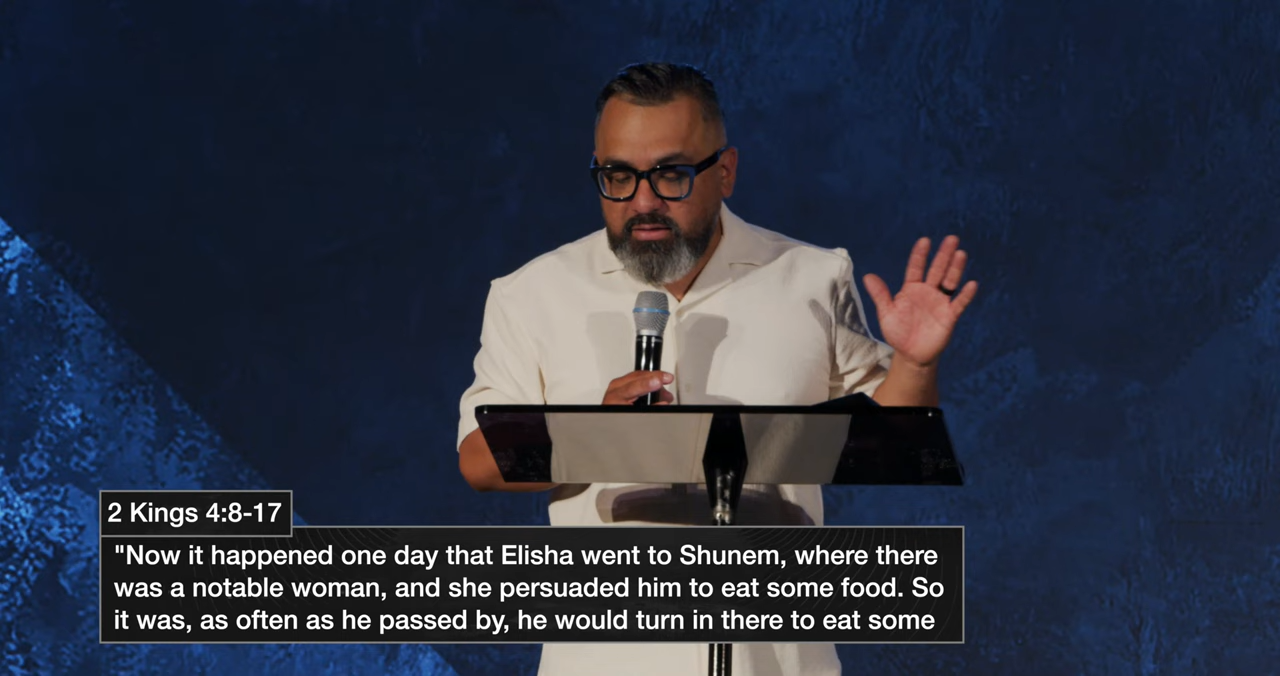 2 Kings 4:8-17
"Now it happened one day that Elisha went to Shunem, where there
was a notable woman, and she persuaded him to eat some food. So
it was, as often as he passed by, he would turn in there to eat some